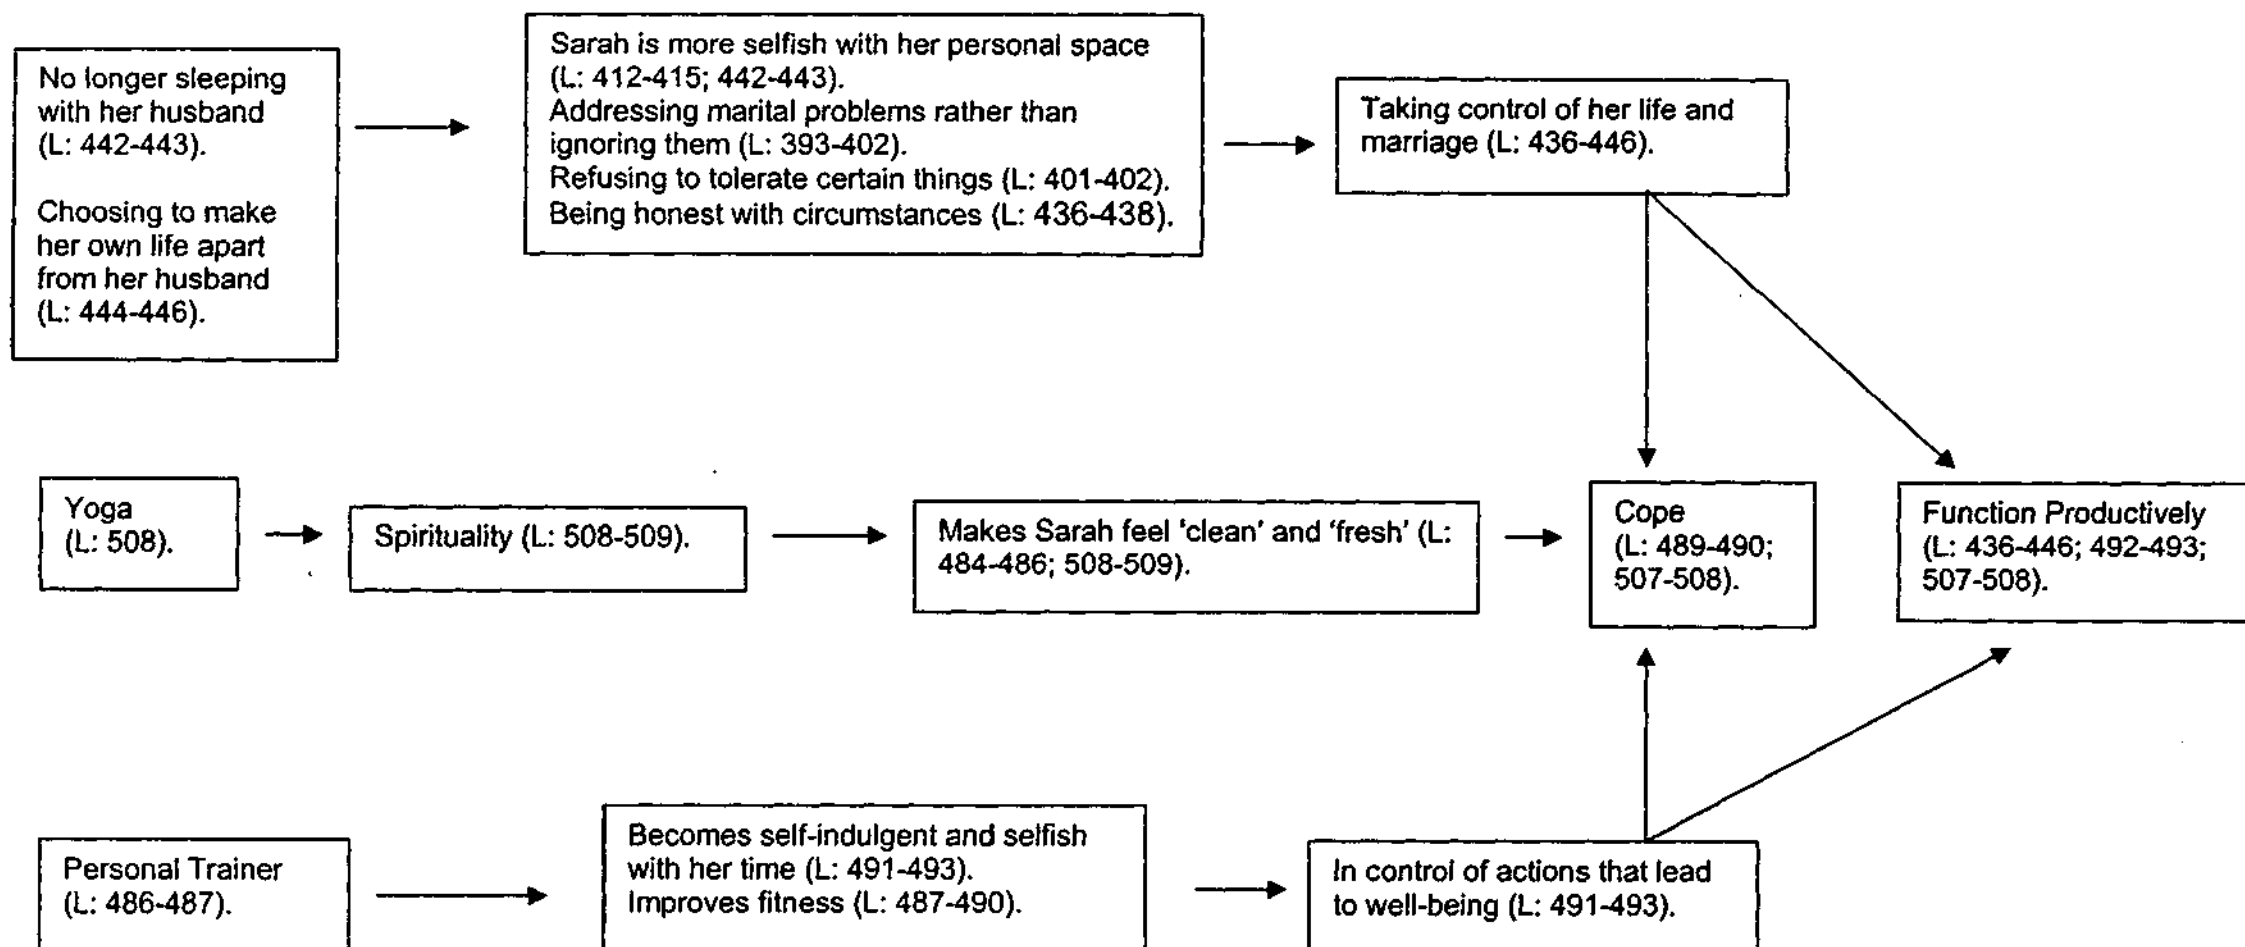 No longer sleeping
with her husband
(L: 442-443).
Choosing to make
her own life apart
from her husband
(L: 444-446).
Sarah is more selfish with her personal space
(L: 412-415; 442-443).
Addressing marital problems rather than
ignoring them (L: 393-402).
Refusing to tolerate certain things (L: 401-402).
Being honest with circumstances (L: 436-438).
Taking control of her life and
marriage (L: 436-446).
Yoga
(L: 508).
Spirituality (L: 508-509).
Makes Sarah feel ‘clean’ and ‘fresh’ (L:
484-486; 508-509).
Cope
(L: 489-490;
507-508).
Function Productively
(L: 436-446; 492-493;
507-508).
Personal Trainer
(L: 486-487).
Becomes self-indulgent and selfish
with her time (L: 491-493).
Improves fitness (L: 487-490).
In control of actions that lead
to well-being (L: 491-493).